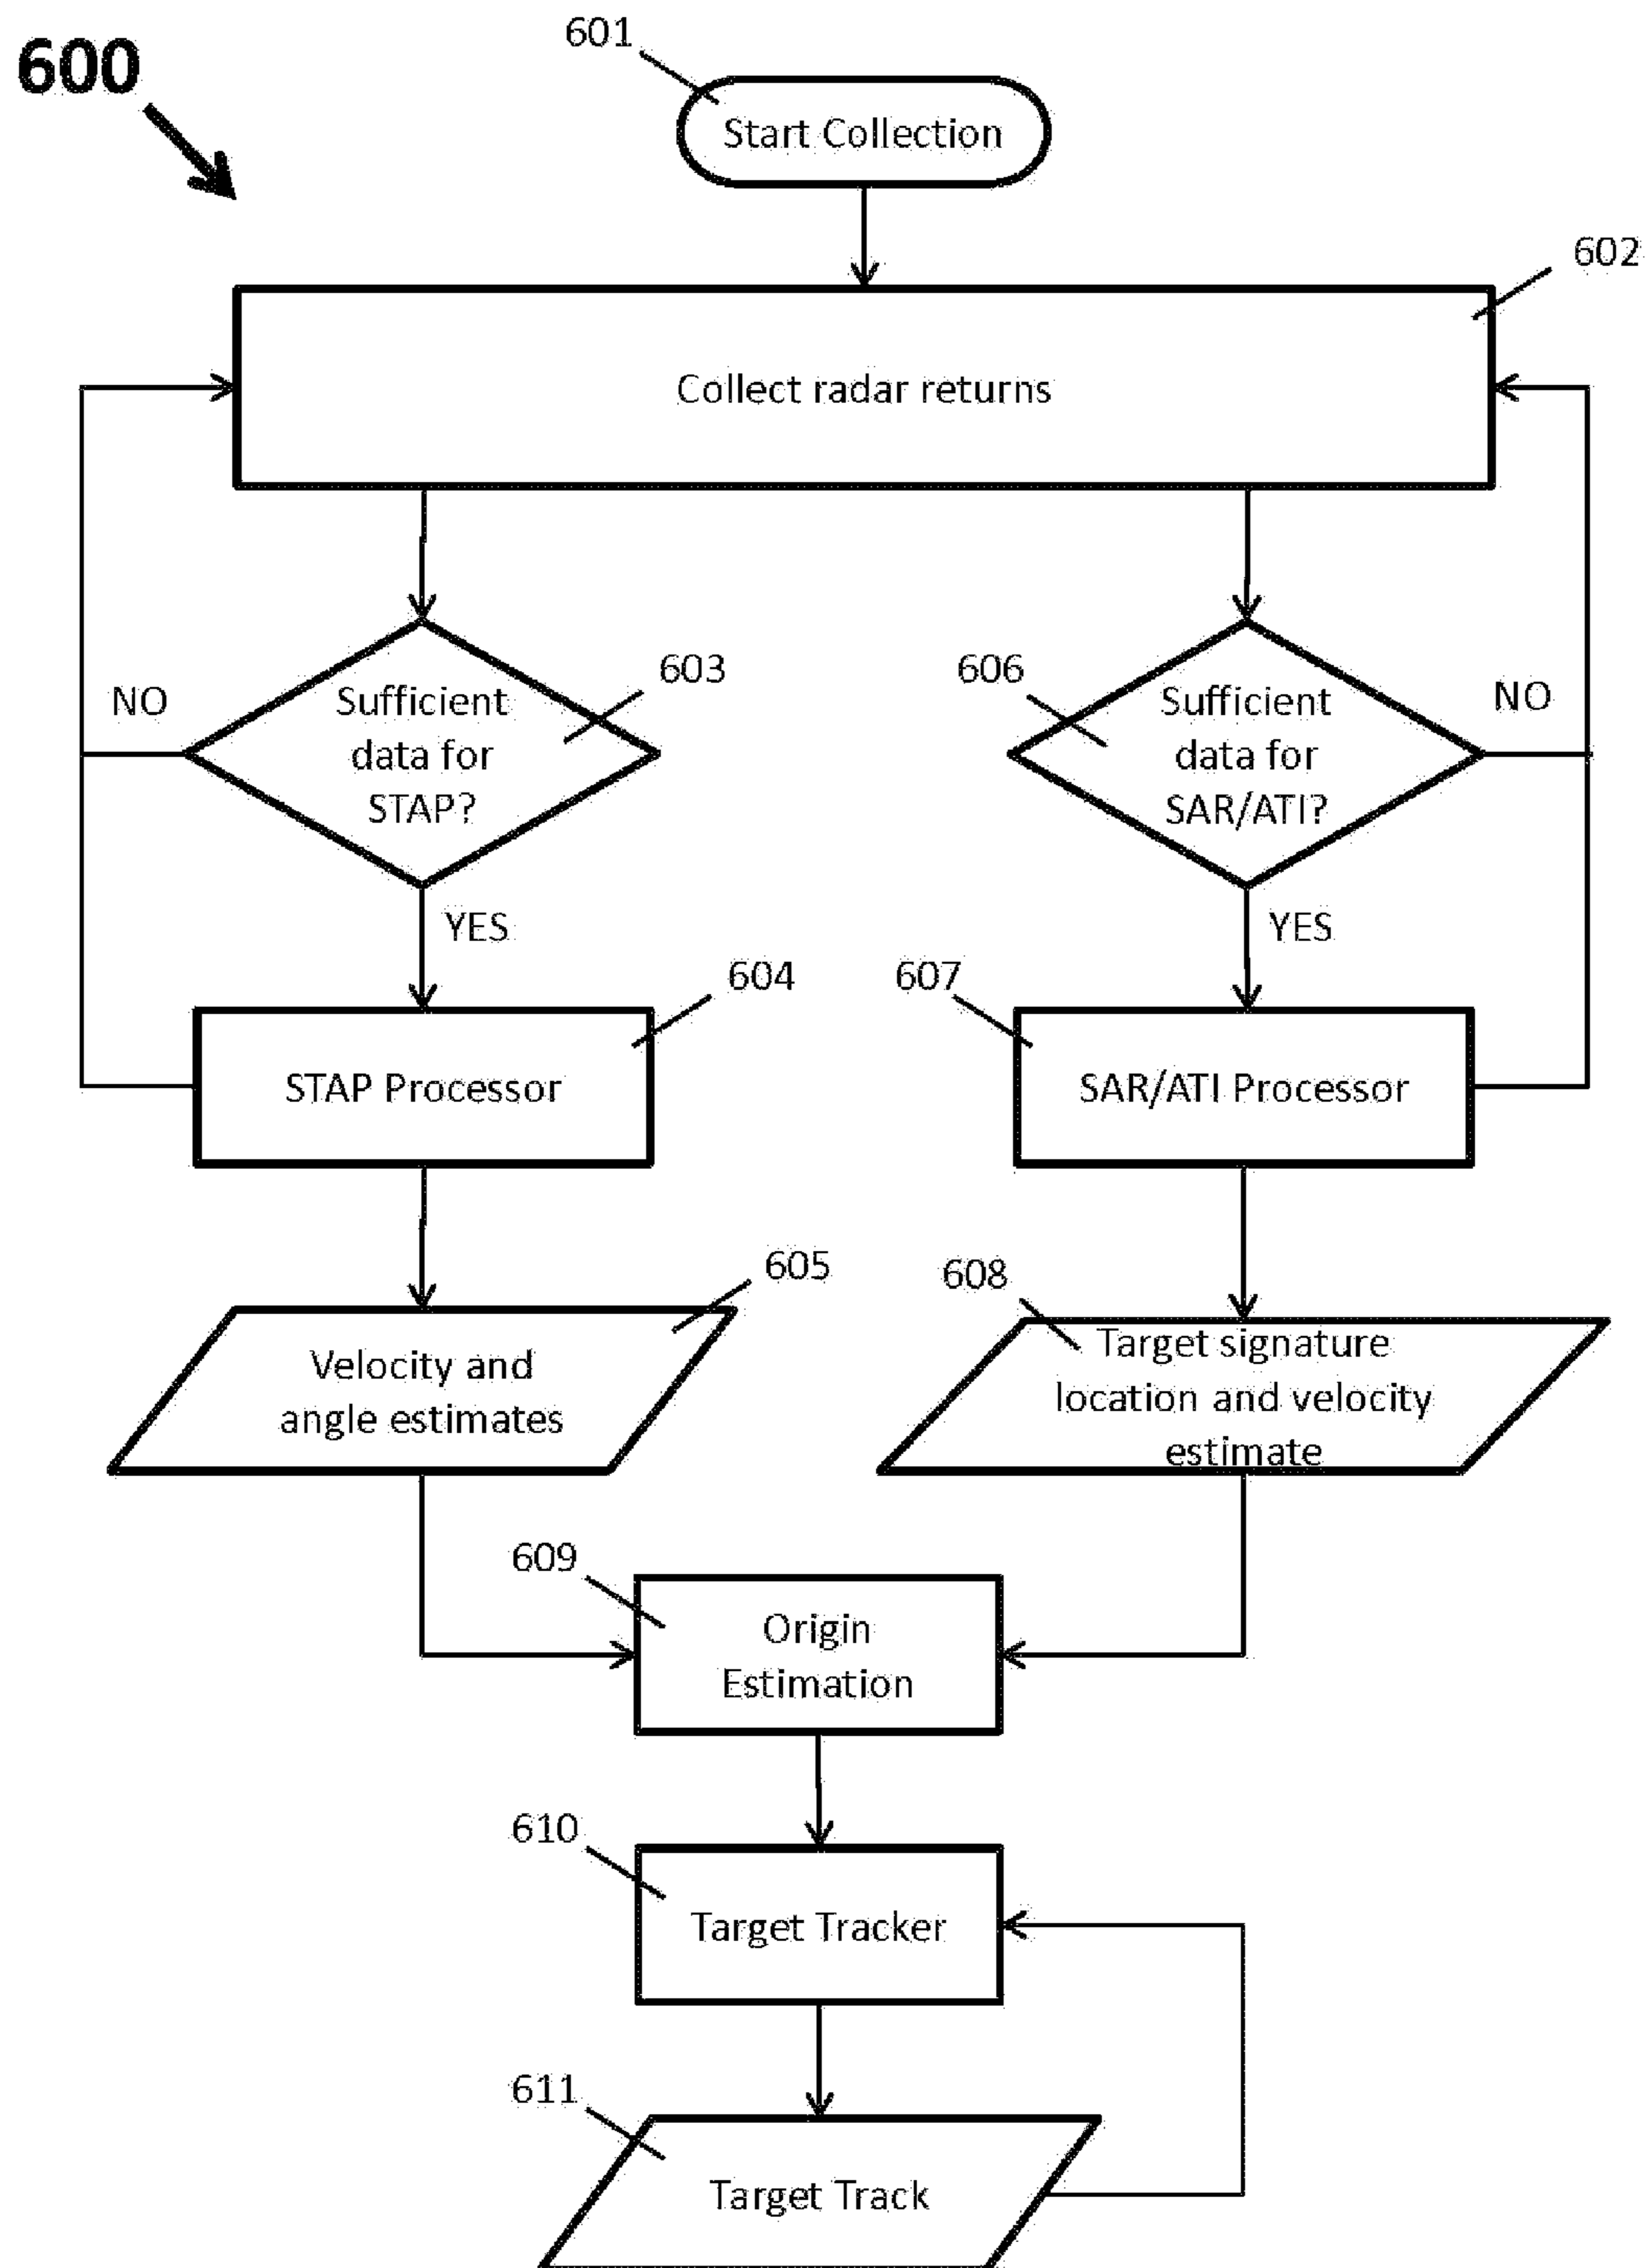 600
601
Start Collection
602
Collect radar returns
603
Sufficient
data for
STAP?
NO
YES
606
Sufficient
data for
SAR/ATI?
NO
YES
604
STAP Processor
607
SAR/ATI Processor
605
Velocity and
angle estimates
608
Target signature
location and velocity
estimate
609
Origin
Estimation
610
Target Tracker
611
Target Track